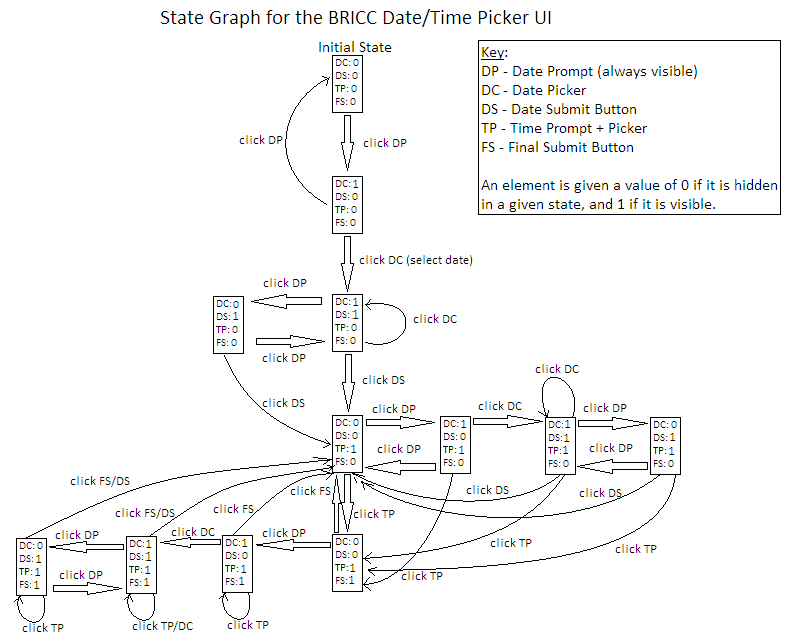 State Graph for the BRICC Date/Time Picker UI
Initial State
DC: 0
DS: 0
TP: 0
FS: 0
Key:
DP - Date Prompt (always visible)
DC - Date Picker
DS - Date Submit Button
TP - Time Prompt + Picker
FS - Final Submit Button
An element is given a value of 0 if it is hidden
in a given state, and 1 if it is visible.
click DP
click DP
DC: 1
DS: 0
TP: 0
FS: 0
click DC (select date)
click DP
DC: 0
DS: 1
TP: 0
FS: 0
DC: 1
DS: 1
TP: 0
FS: 0
click DC
click DP
click DS
click DS
click DC
DC: 0
DS: 0
TP: 1
FS: 0
click DP
click DP
DC: 1
DS: 0
TP: 1
FS: 0
click DC
DC: 1
DS: 1
TP: 1
FS: 0
click DP
click DP
DC: 0
DS: 1
TP: 1
FS: 0
click FS/DS
click FS/DS
click FS
click FS
click TP
click DS
click DS
click TP
click TP
click TP
DC: 0
DS: 1
TP: 1
FS: 1
click DP
click DP
DC: 1
DS: 1
TP: 1
FS: 1
click DC
DC: 1
DS: 0
TP: 1
FS: 1
click DP
DC: 0
DS: 0
TP: 1
FS: 1
click TP
click TP/DC
click TP